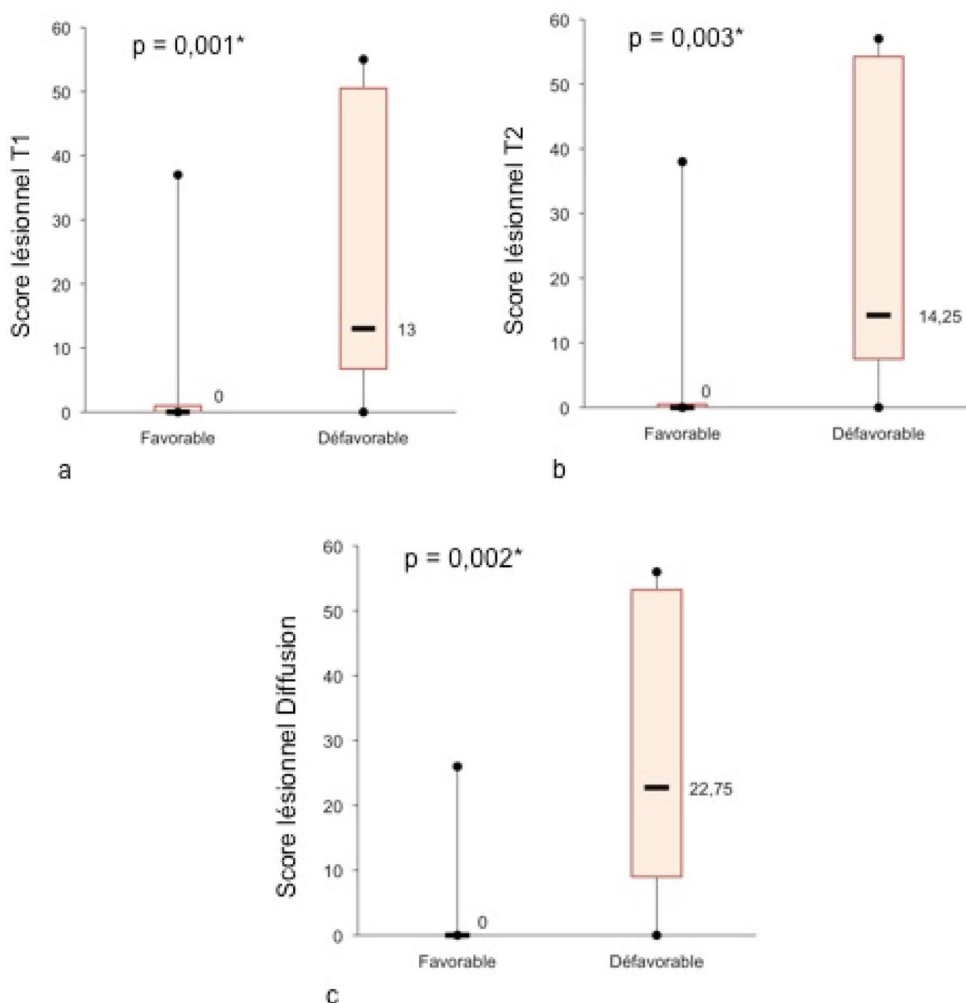 p = 0,001*
Score lésionnel T1
60
50
40
30
20
10
0
0
13
Favorable
Défavorable
a
p = 0,003*
Score lésionnel T2
60
50
40
30
20
10
0
0
14,25
Favorable
Défavorable
b
p = 0,002*
Score lésionnel Diffusion
60
50
40
30
20
10
0
0
22,75
Favorable
Défavorable
c